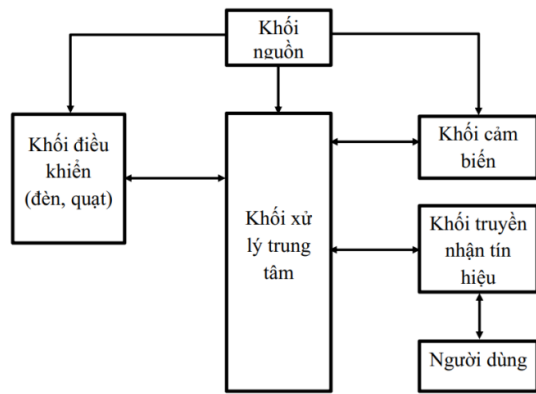 Khối
nguồn
Khối điều
khiển
(đèn, quạt)
Khối xử
lý trung
tâm
Khối cảm
biến
Khối truyền
nhận tín
hiệu
Người dùng